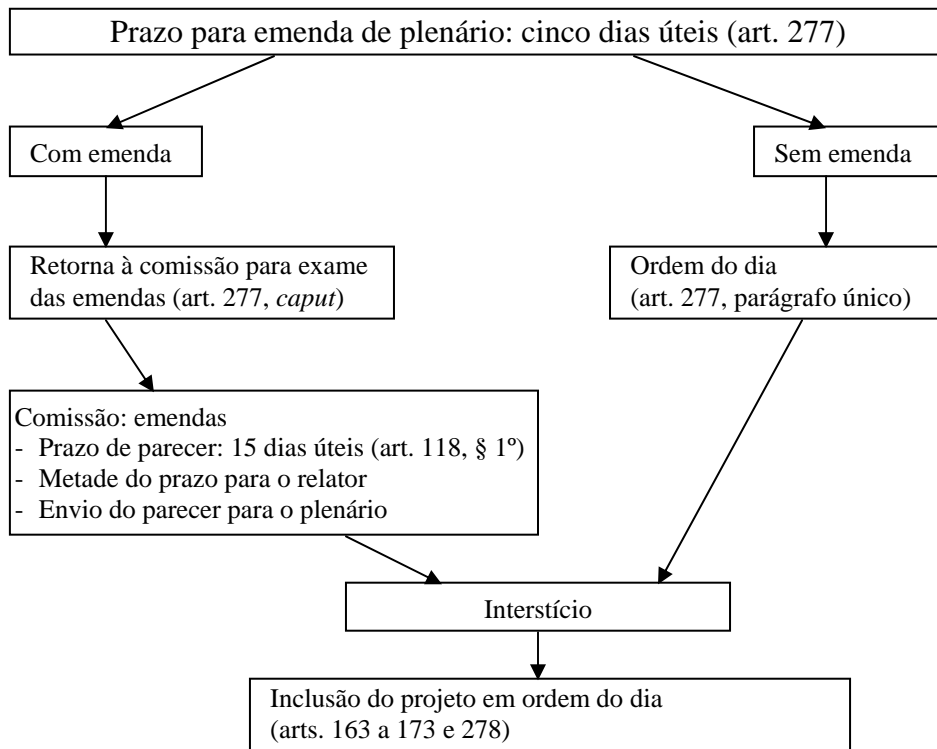 Prazo para emenda de plenário: cinco dias úteis (art. 277)
Com emenda
Sem emenda
Retorna à comissão para exame
das emendas (art. 277, caput)
Ordem do dia
(art. 277, parágrafo único)
Comissão: emendas
- Prazo de parecer: 15 dias úteis (art. 118, § 1º)
- Metade do prazo para o relator
- Envio do parecer para o plenário
Interstício
Inclusão do projeto em ordem do dia
(arts. 163 a 173 e 278)